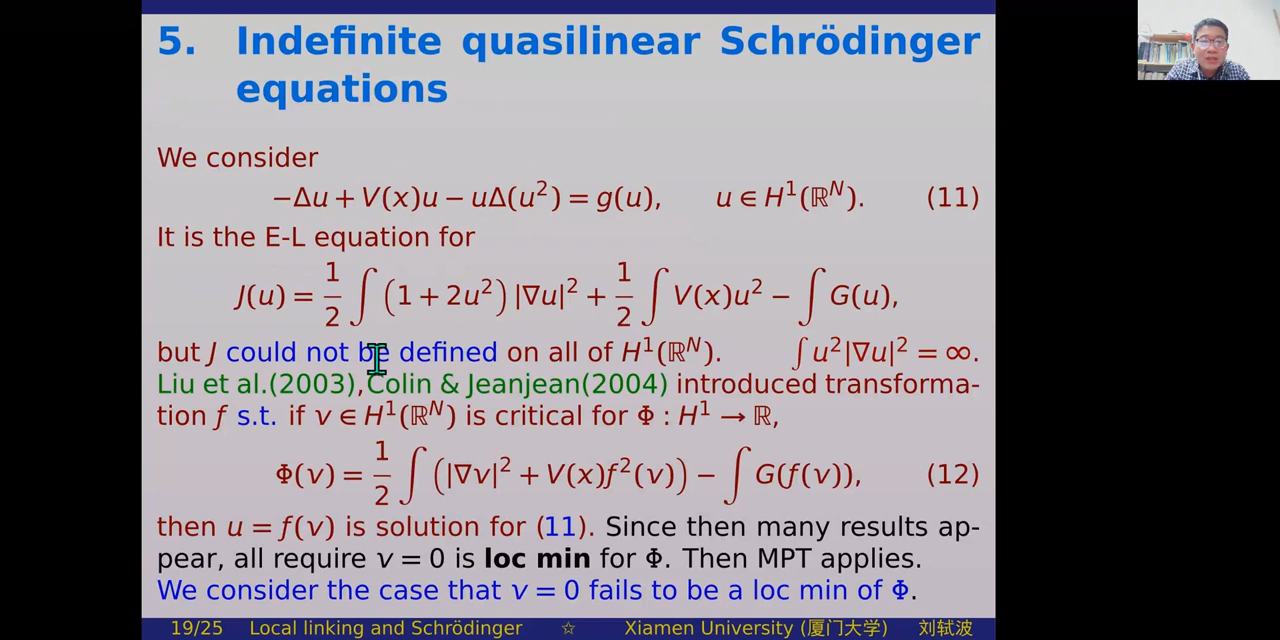 5. Indefinite quasilinear Schrödinger
equations
We consider
−Δu + V(x)u − uΔ(u²) = g(u), u ∈ H¹(ℝᴺ). (11)
It is the E-L equation for
J(u) = 1/2 ∫ (1 + 2u²) |∇u|² + 1/2 ∫ V(x)u² − ∫ G(u),
but J could not be defined on all of H¹(ℝᴺ). ∫ u²|∇u|² = ∞.
Liu et al.(2003),Colin & Jeanjean(2004) introduced transforma-
tion f s.t. if v ∈ H¹(ℝᴺ) is critical for Φ : H¹ → ℝ,
Φ(v) = 1/2 ∫ (|∇v|² + V(x)f²(v)) − ∫ G(f(v)), (12)
then u = f(v) is solution for (11). Since then many results ap-
pear, all require v = 0 is loc min for Φ. Then MPT applies.
We consider the case that v = 0 fails to be a loc min of Φ.
19/25 Local linking and Schrödinger ☆ Xiamen University (厦门大学) 刘轼波